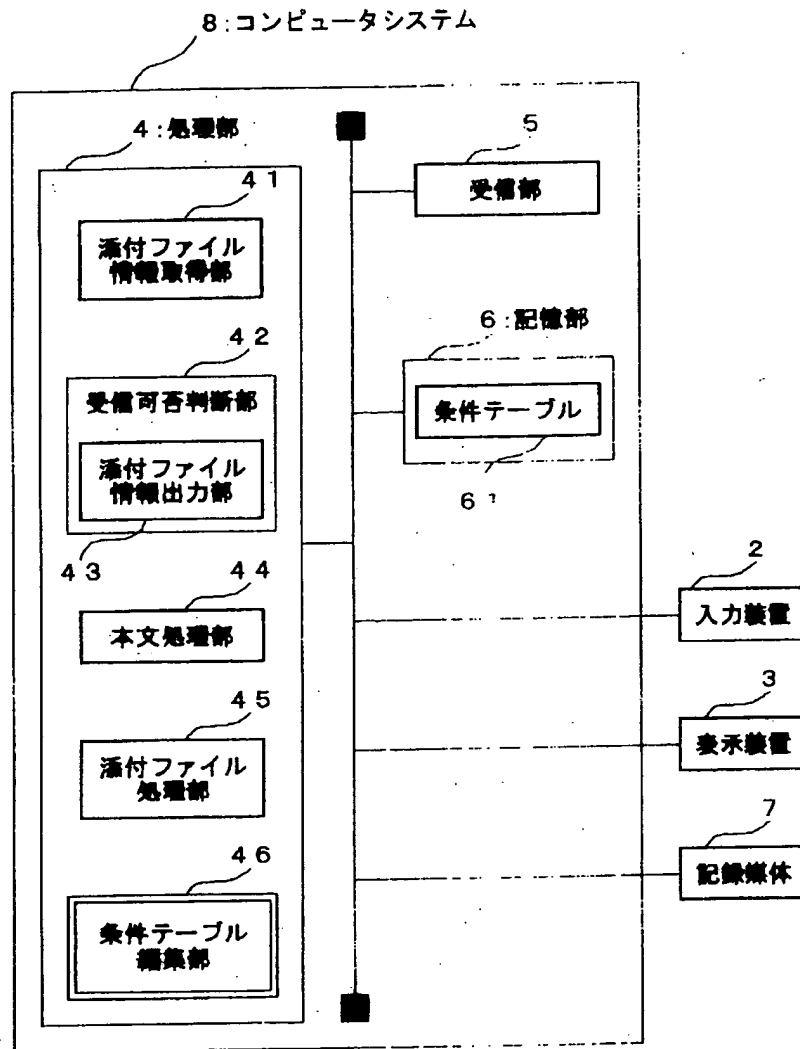 8:コンピュータシステム
4:処理部
41
添付ファイル
情報取得部
42
受信可否判断部
添付ファイル
情報出力部
43
44
本文処理部
45
添付ファイル
処理部
46
条件テーブル
編集部
5
受信部
6:記憶部
条件テーブル
61
2
入力装置
3
表示装置
7
記録媒体